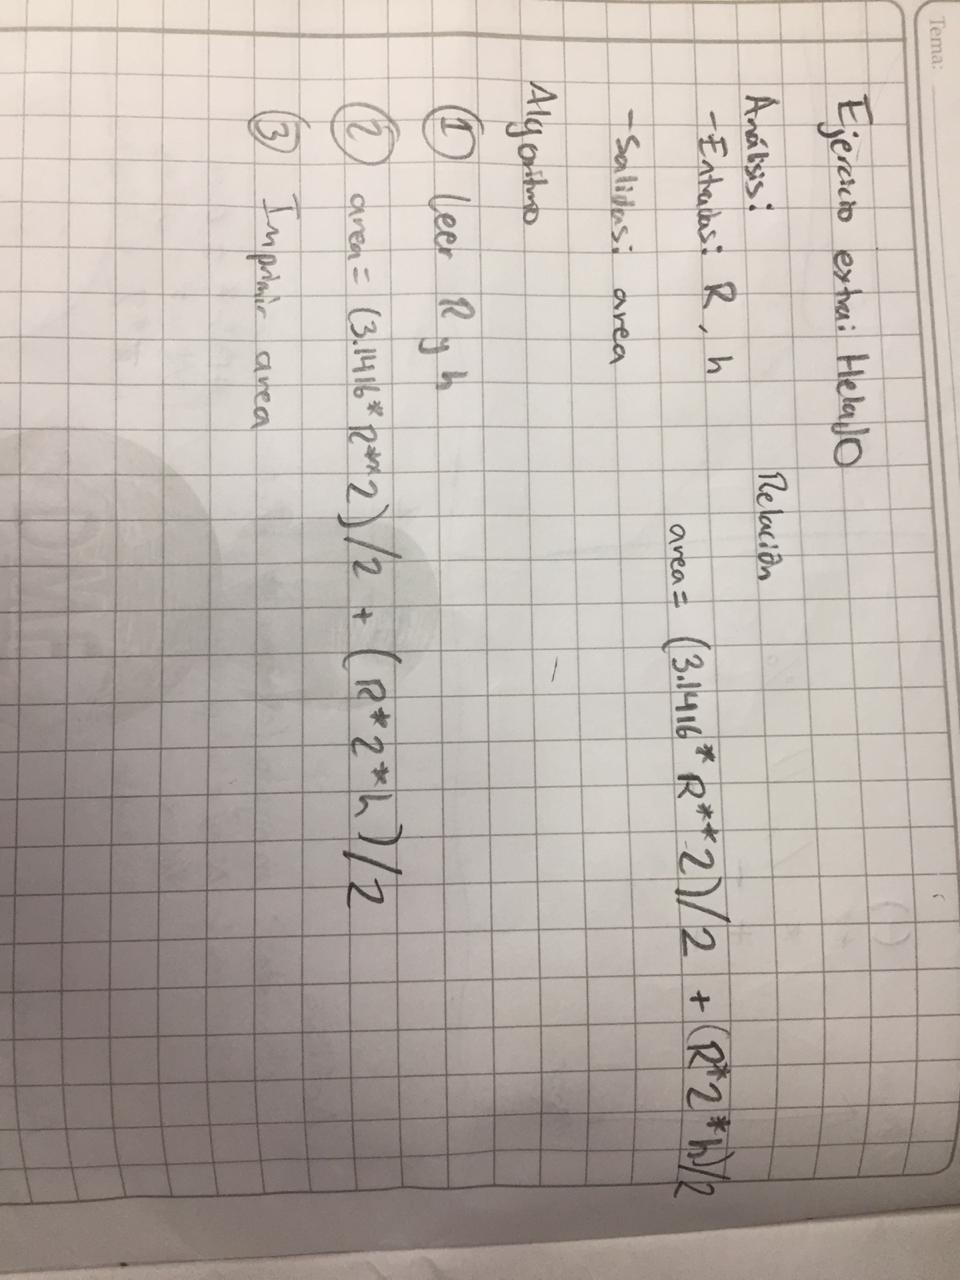 Tema:
Ejercicio extra: Helado
Análisis:
Relación
- Entradas: R, h
area = (3.1416 * R**2)/2 + (R*2*h)/2
- Salidas: area
Algoritmo
1 Leer R y h
2 area = (3.1416 * R**2)/2 + (R*2*h)/2
3 Imprimir area